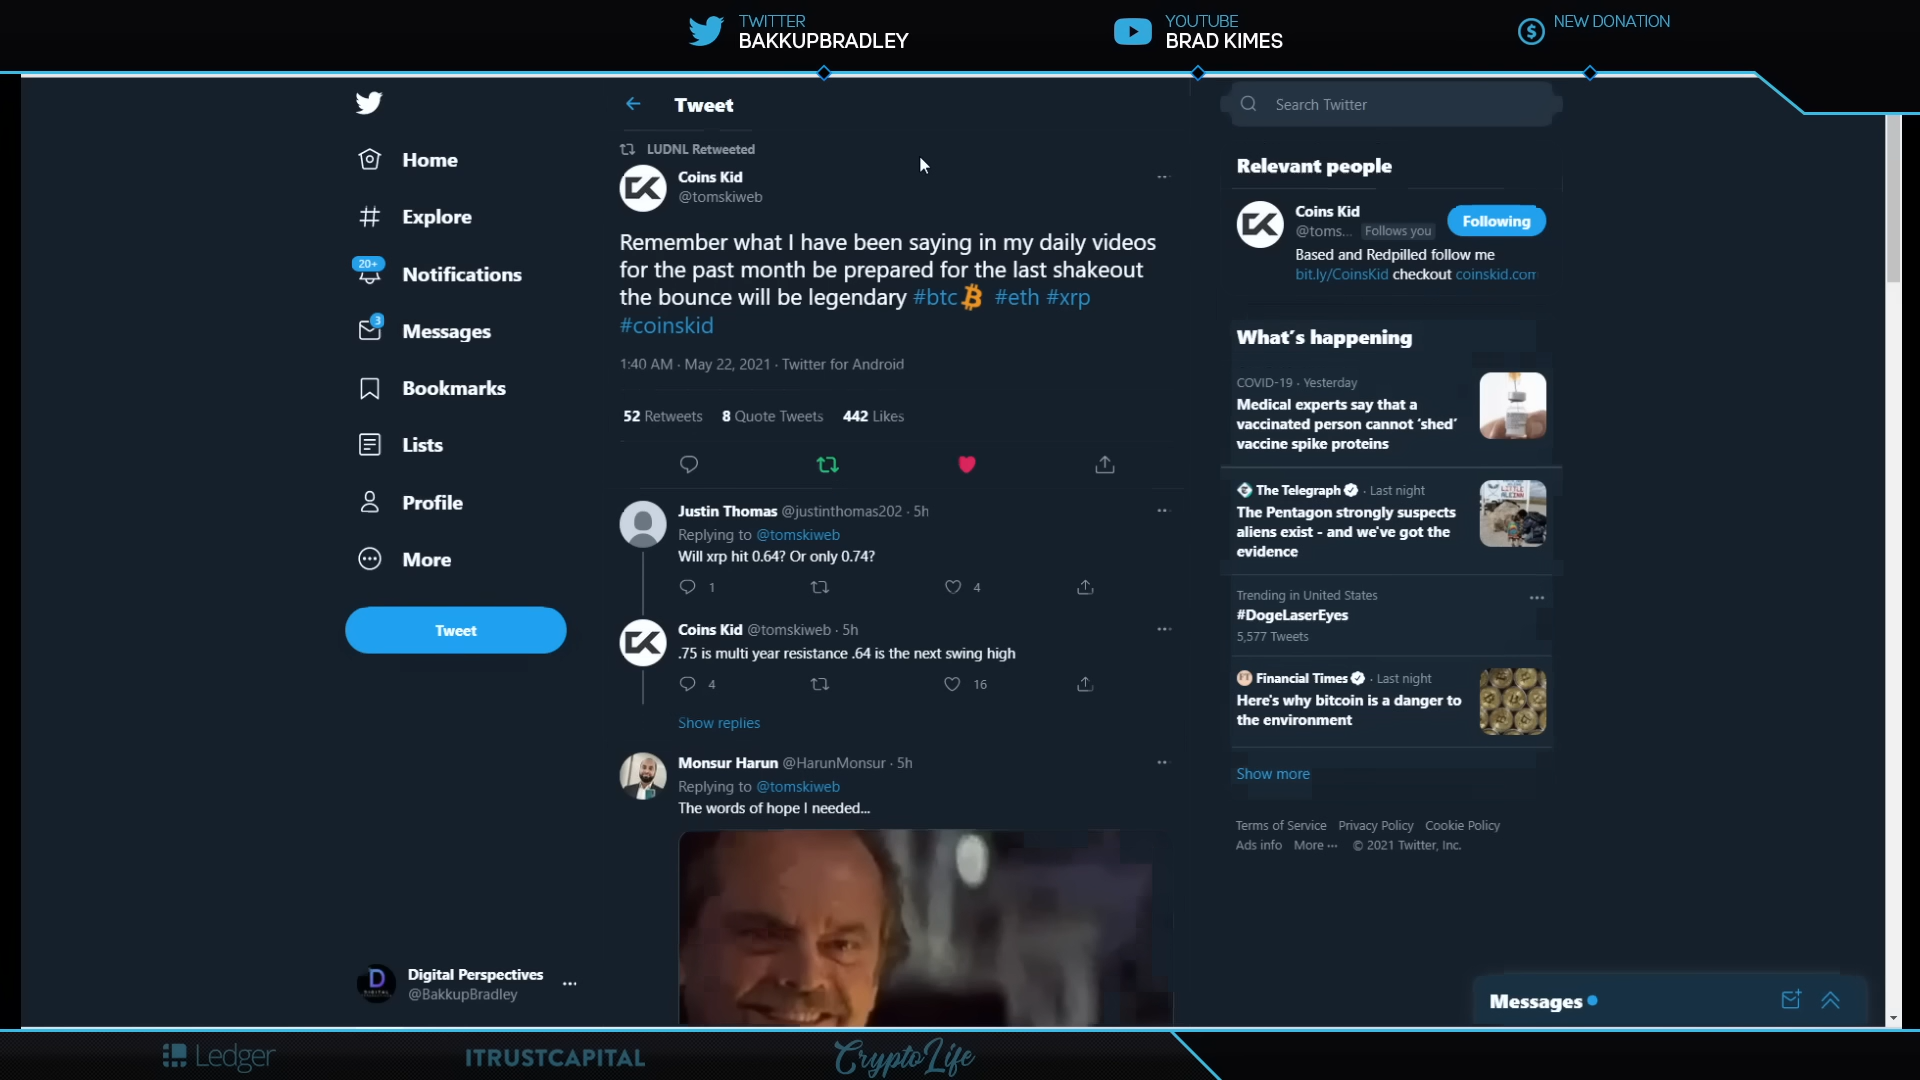 TWITTER
BAKKUPBRADLEY
YOUTUBE
BRAD KIMES
NEW DONATION
Tweet
Search Twitter
LUDNL Retweeted
Coins Kid
@tomskiweb
Remember what I have been saying in my daily videos
for the past month be prepared for the last shakeout
the bounce will be legendary #btc #eth #xrp
#coinskid
1:40 AM · May 22, 2021 · Twitter for Android
52 Retweets 8 Quote Tweets 442 Likes
Justin Thomas @justinthomas202 · 5h
Replying to @tomskiweb
Will xrp hit 0.64? Or only 0.74?
1 4
Coins Kid @tomskiweb · 5h
.75 is multi year resistance .64 is the next swing high
4 16
Show replies
Monsur Harun @HarunMonsur · 5h
Replying to @tomskiweb
The words of hope I needed...
Home
Explore
20+
Notifications
3
Messages
Bookmarks
Lists
Profile
More
Tweet
Digital Perspectives
@BakkupBradley
Relevant people
Coins Kid
@toms... Follows you
Following
Based and Redpilled follow me
bit.ly/CoinsKid checkout coinskid.com
What's happening
COVID-19 · Yesterday
Medical experts say that a
vaccinated person cannot 'shed'
vaccine spike proteins
The Telegraph · Last night
The Pentagon strongly suspects
aliens exist - and we've got the
evidence
Trending in United States
#DogeLaserEyes
5,577 Tweets
Financial Times · Last night
Here's why bitcoin is a danger to
the environment
Show more
Terms of Service Privacy Policy Cookie Policy
Ads info More ··· © 2021 Twitter, Inc.
Messages
Ledger
ITRUSTCAPITAL
CryptoLife